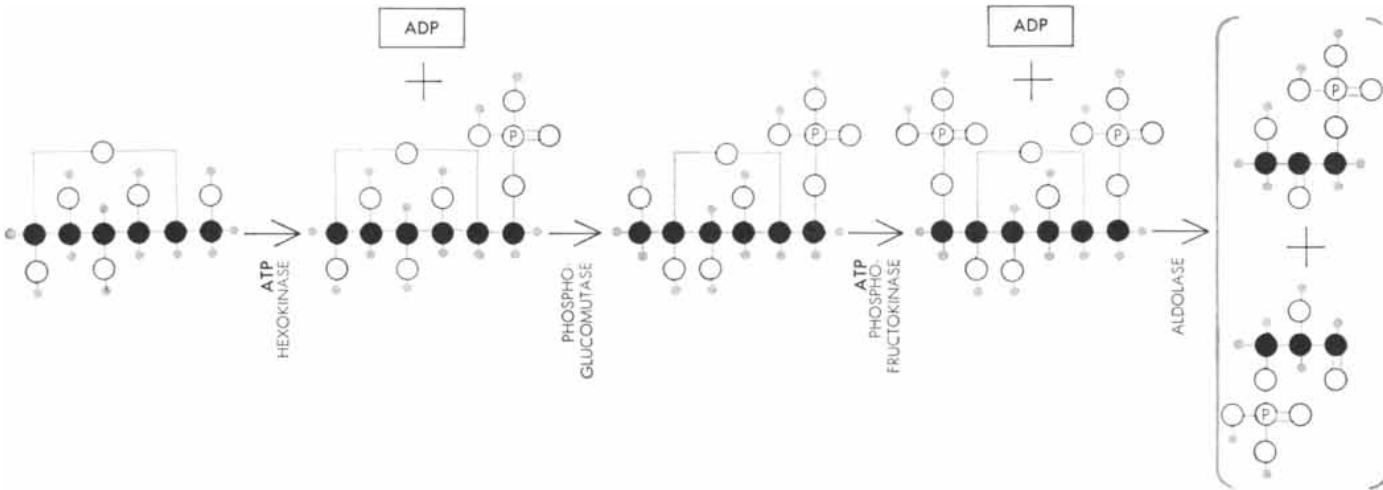 ADP
ADP
P
P
P
P
P
P
ATP
HEXOKINASE
PHOSPHO-
GLUCOMUTASE
ATP
PHOSPHO-
FRUCTOKINASE
ALDOLASE